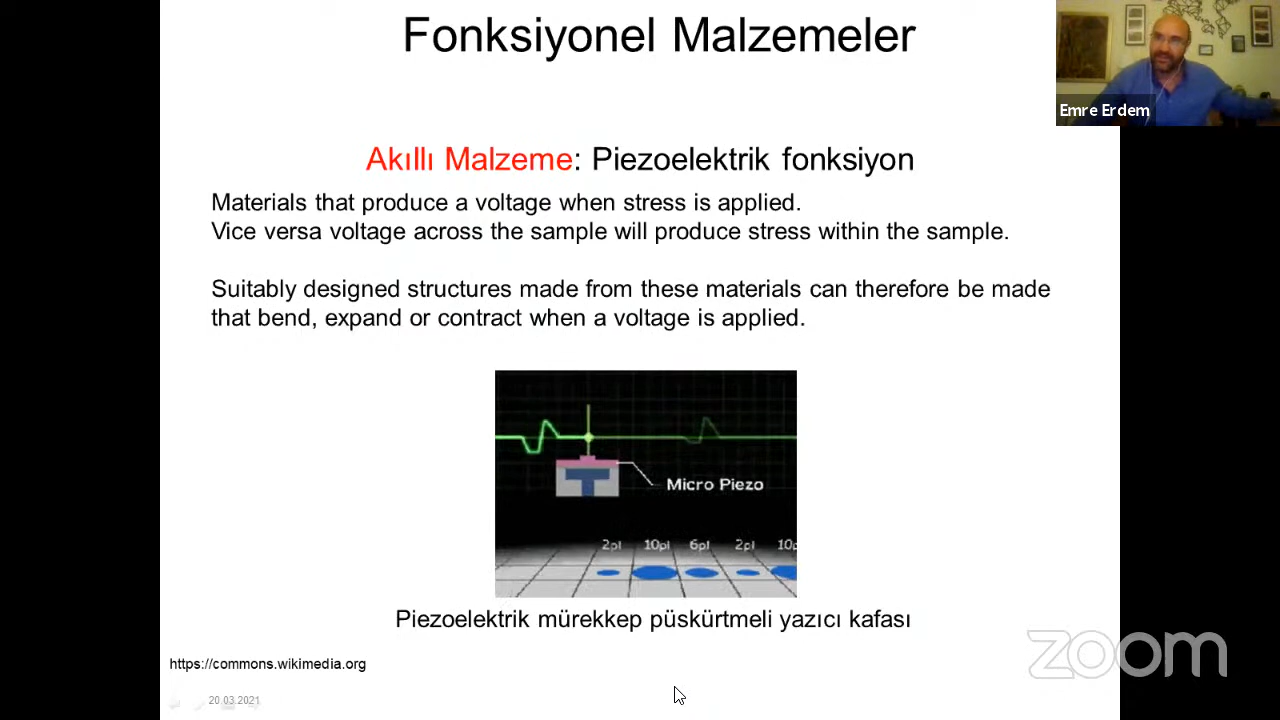 Fonksiyonel Malzemeler
Emre Erdem
Akıllı Malzeme: Piezoelektrik fonksiyon
Materials that produce a voltage when stress is applied.
Vice versa voltage across the sample will produce stress within the sample.
Suitably designed structures made from these materials can therefore be made
that bend, expand or contract when a voltage is applied.
Micro Piezo
2pl 10pl 6pl 2pl 10p
Piezoelektrik mürekkep püskürtmeli yazıcı kafası
https://commons.wikimedia.org
zoom
20.03.2021